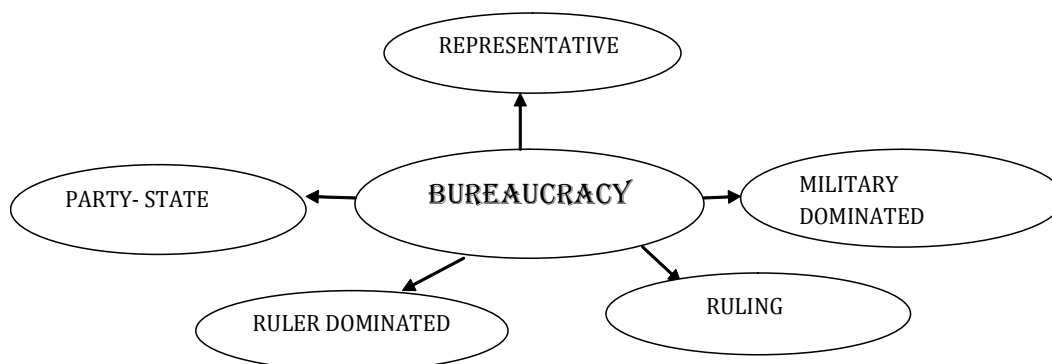 REPRESENTATIVE
PARTY- STATE
BUREAUCRACY
MILITARY
DOMINATED
RULER DOMINATED
RULING